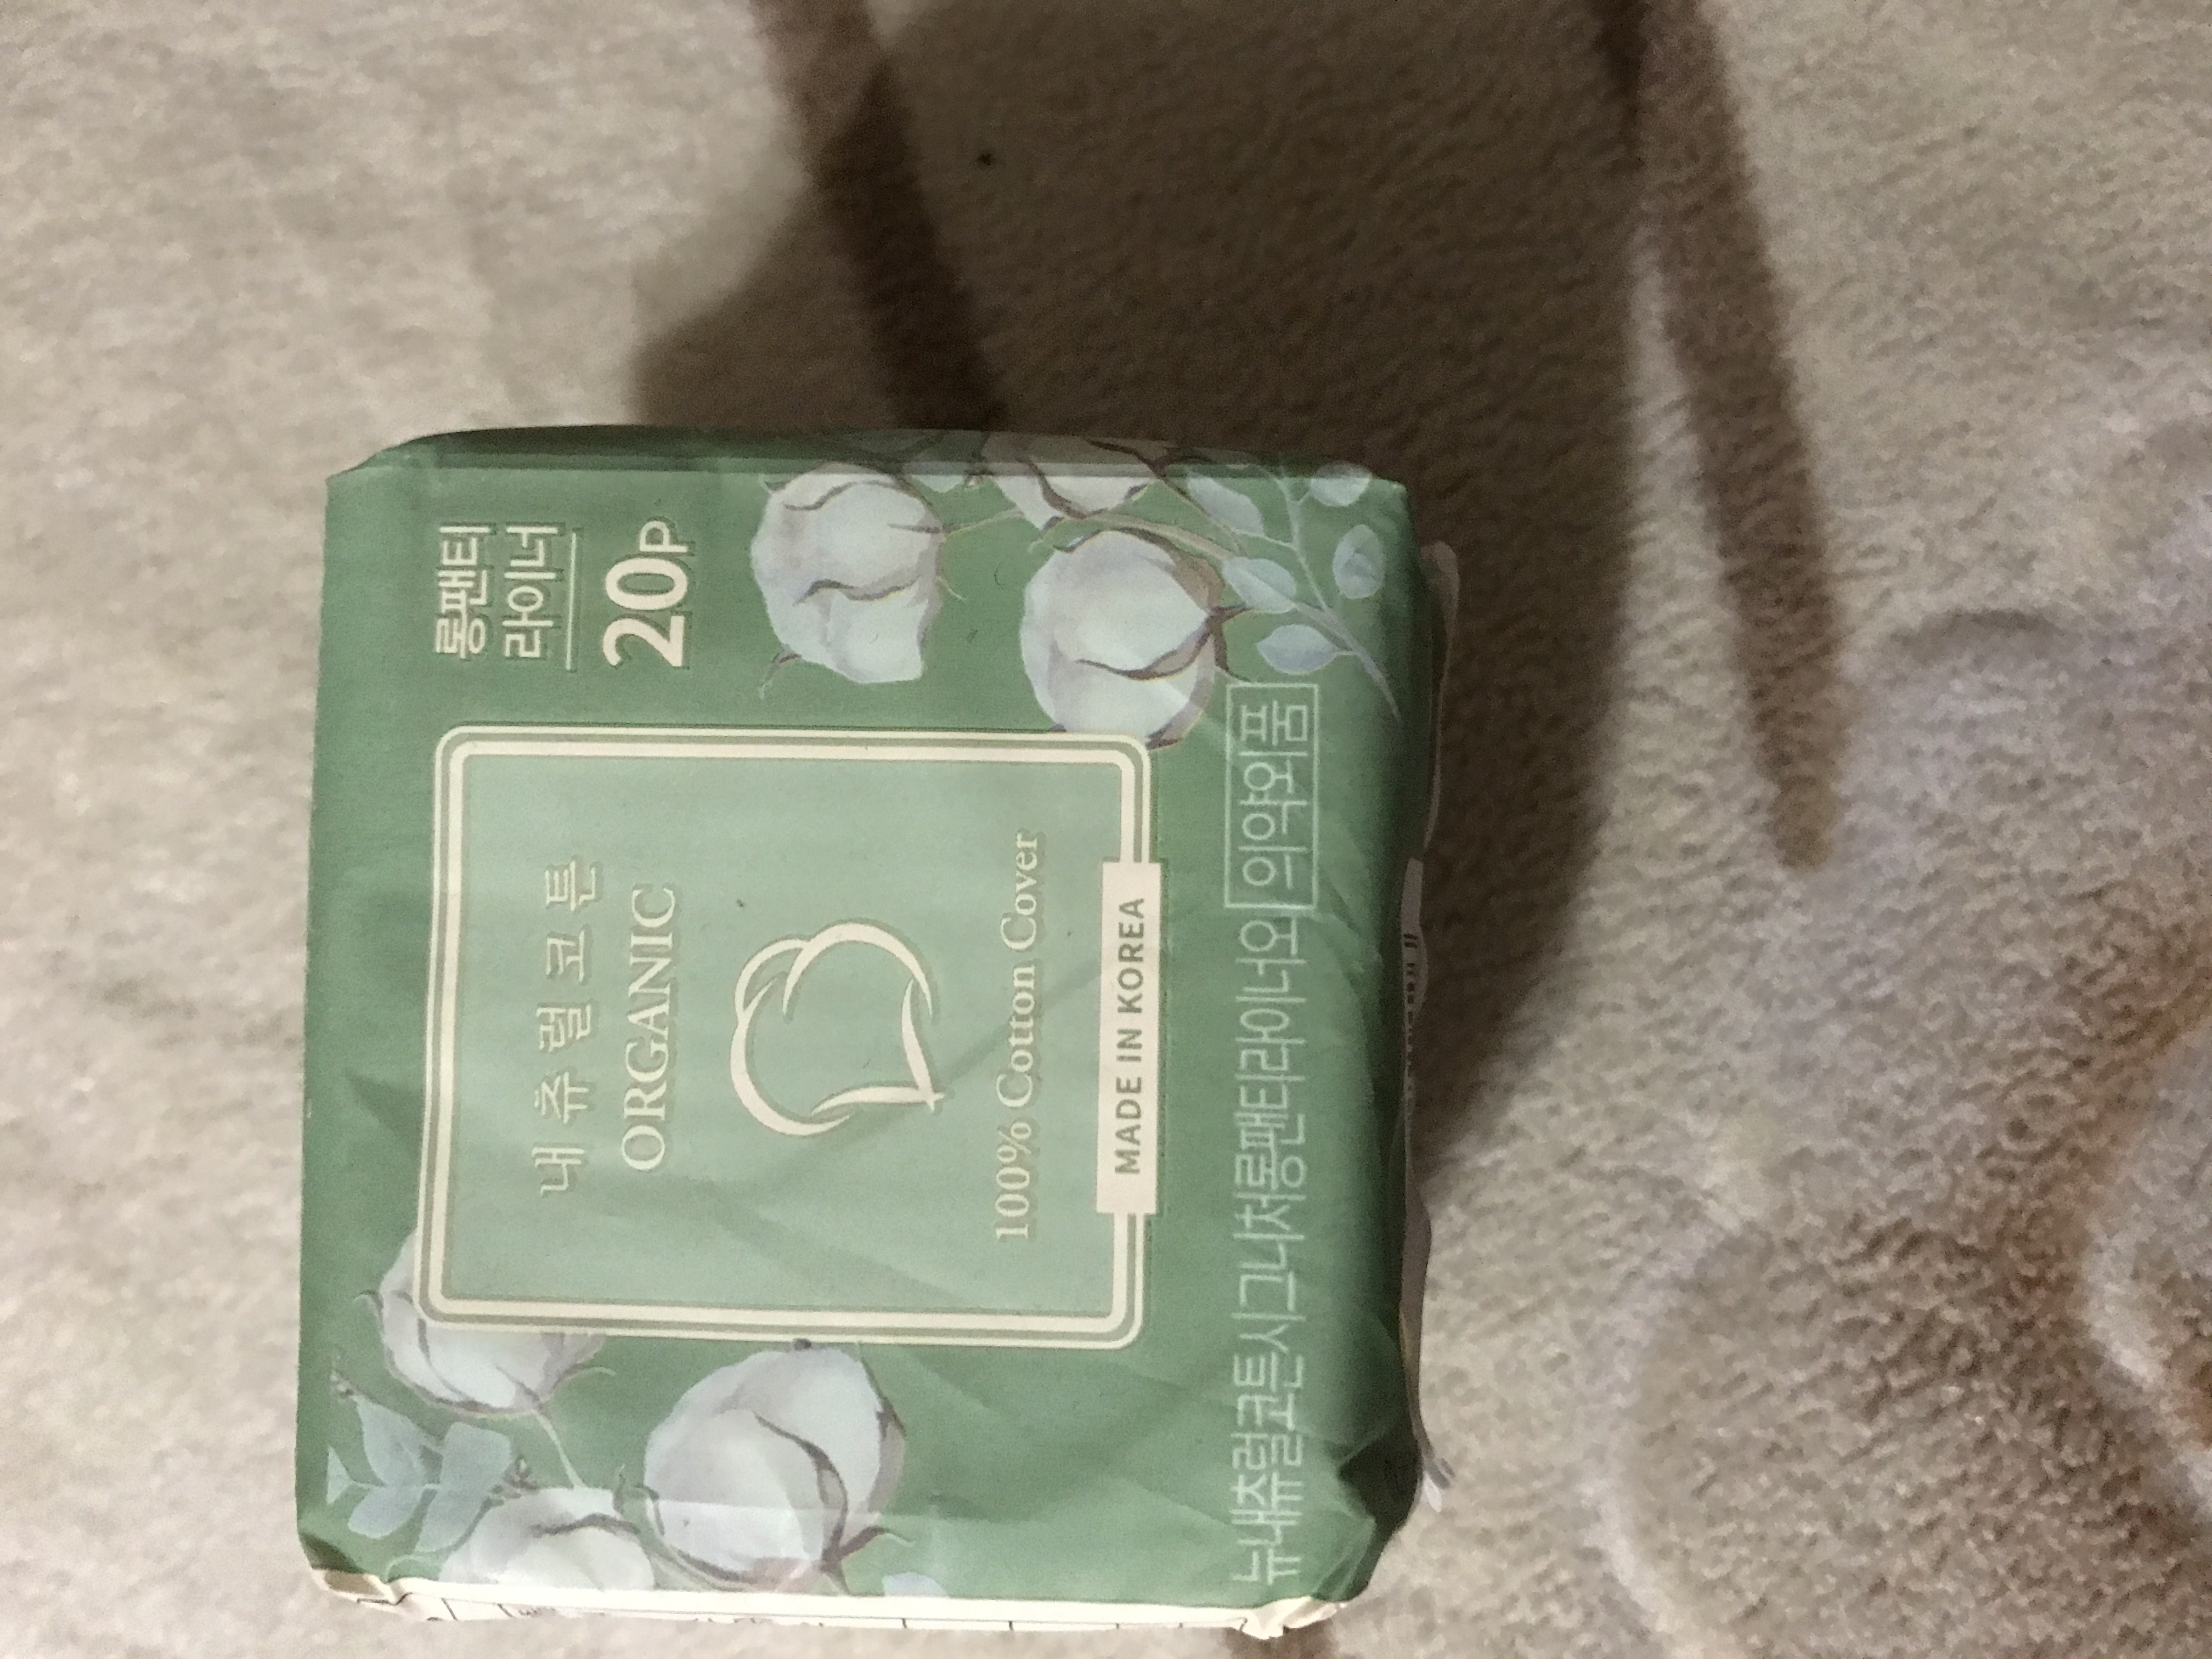 롱팬티
라이너
20P
내츄럴코튼
ORGANIC
100% Cotton Cover
MADE IN KOREA
뉴내츄럴코튼시그니처롱팬티라이너외 의약외품